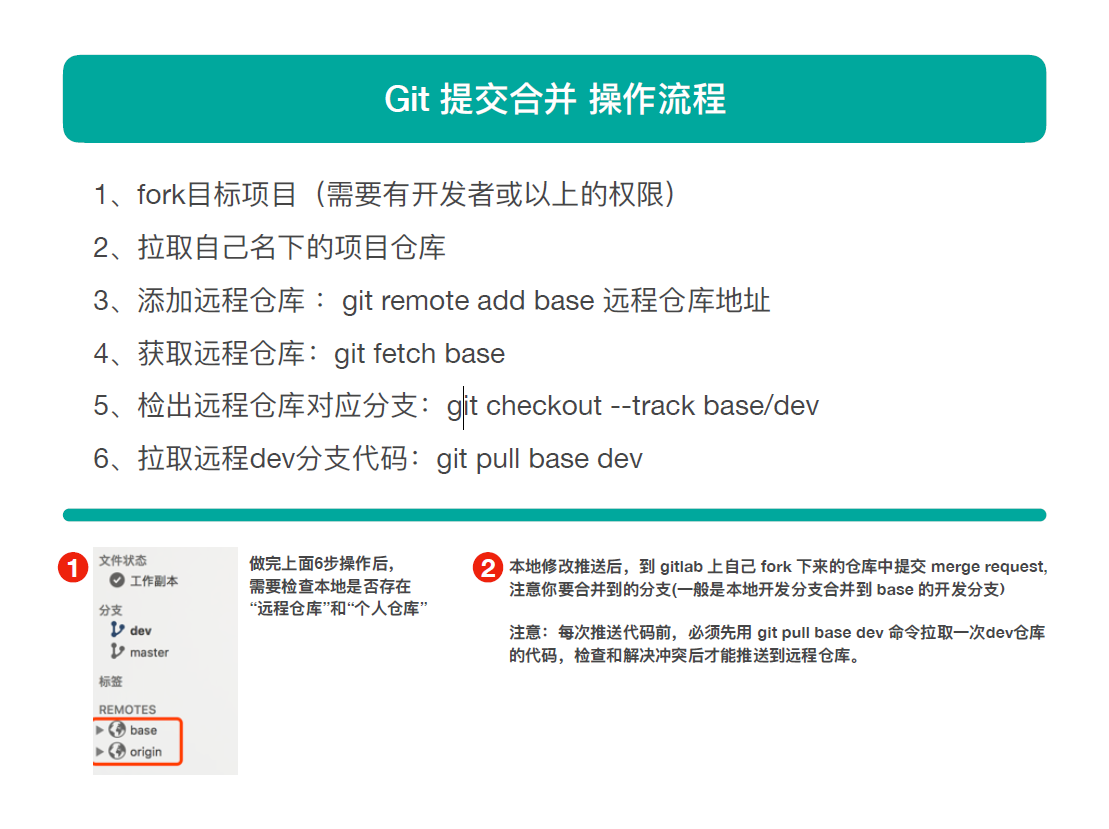 Git 提交合并 操作流程
1、fork目标项目（需要有开发者或以上的权限）
2、拉取自己名下的项目仓库
3、添加远程仓库 ： git remote add base 远程仓库地址
4、获取远程仓库：git fetch base
5、检出远程仓库对应分支：git checkout --track base/dev
6、拉取远程dev分支代码：git pull base dev
1
文件状态
工作副本
分支
dev
master
标签
REMOTES
base
origin
做完上面6步操作后，
需要检查本地是否存在
“远程仓库”和“个人仓库”
2
本地修改推送后，到 gitlab 上自己 fork 下来的仓库中提交 merge request,
注意你要合并到的分支(一般是本地开发分支合并到 base 的开发分支)
注意：每次推送代码前，必须先用 git pull base dev 命令拉取一次dev仓库
的代码，检查和解决冲突后才能推送到远程仓库。